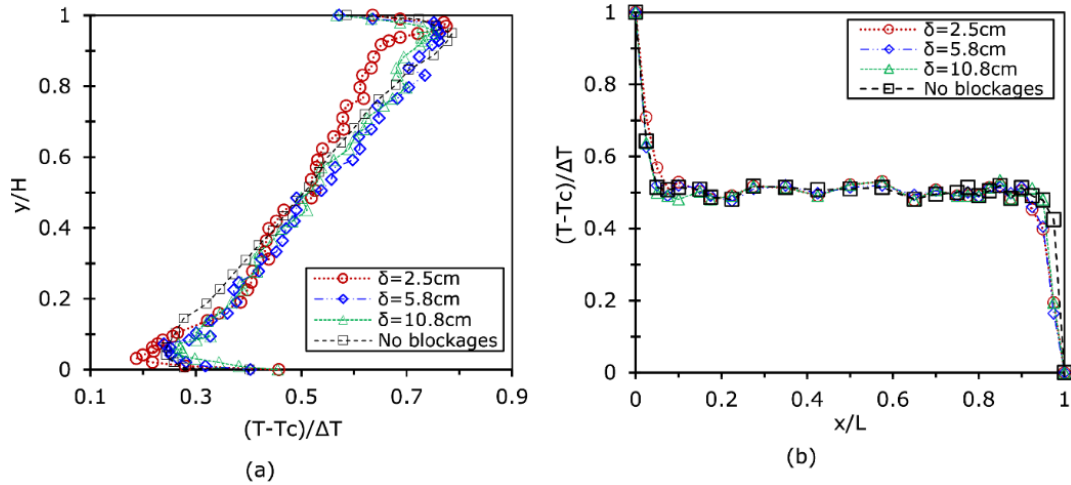 1
0.8
0.6
0.4
0.2
0
y/H
0.1 0.3 0.5 0.7 0.9
(T-Tc)/ΔT
δ=2.5cm
δ=5.8cm
δ=10.8cm
No blockages
(a)
1
0.8
0.6
0.4
0.2
0
(T-Tc)/ΔT
0 0.2 0.4 0.6 0.8 1
x/L
δ=2.5cm
δ=5.8cm
δ=10.8cm
No blockages
(b)